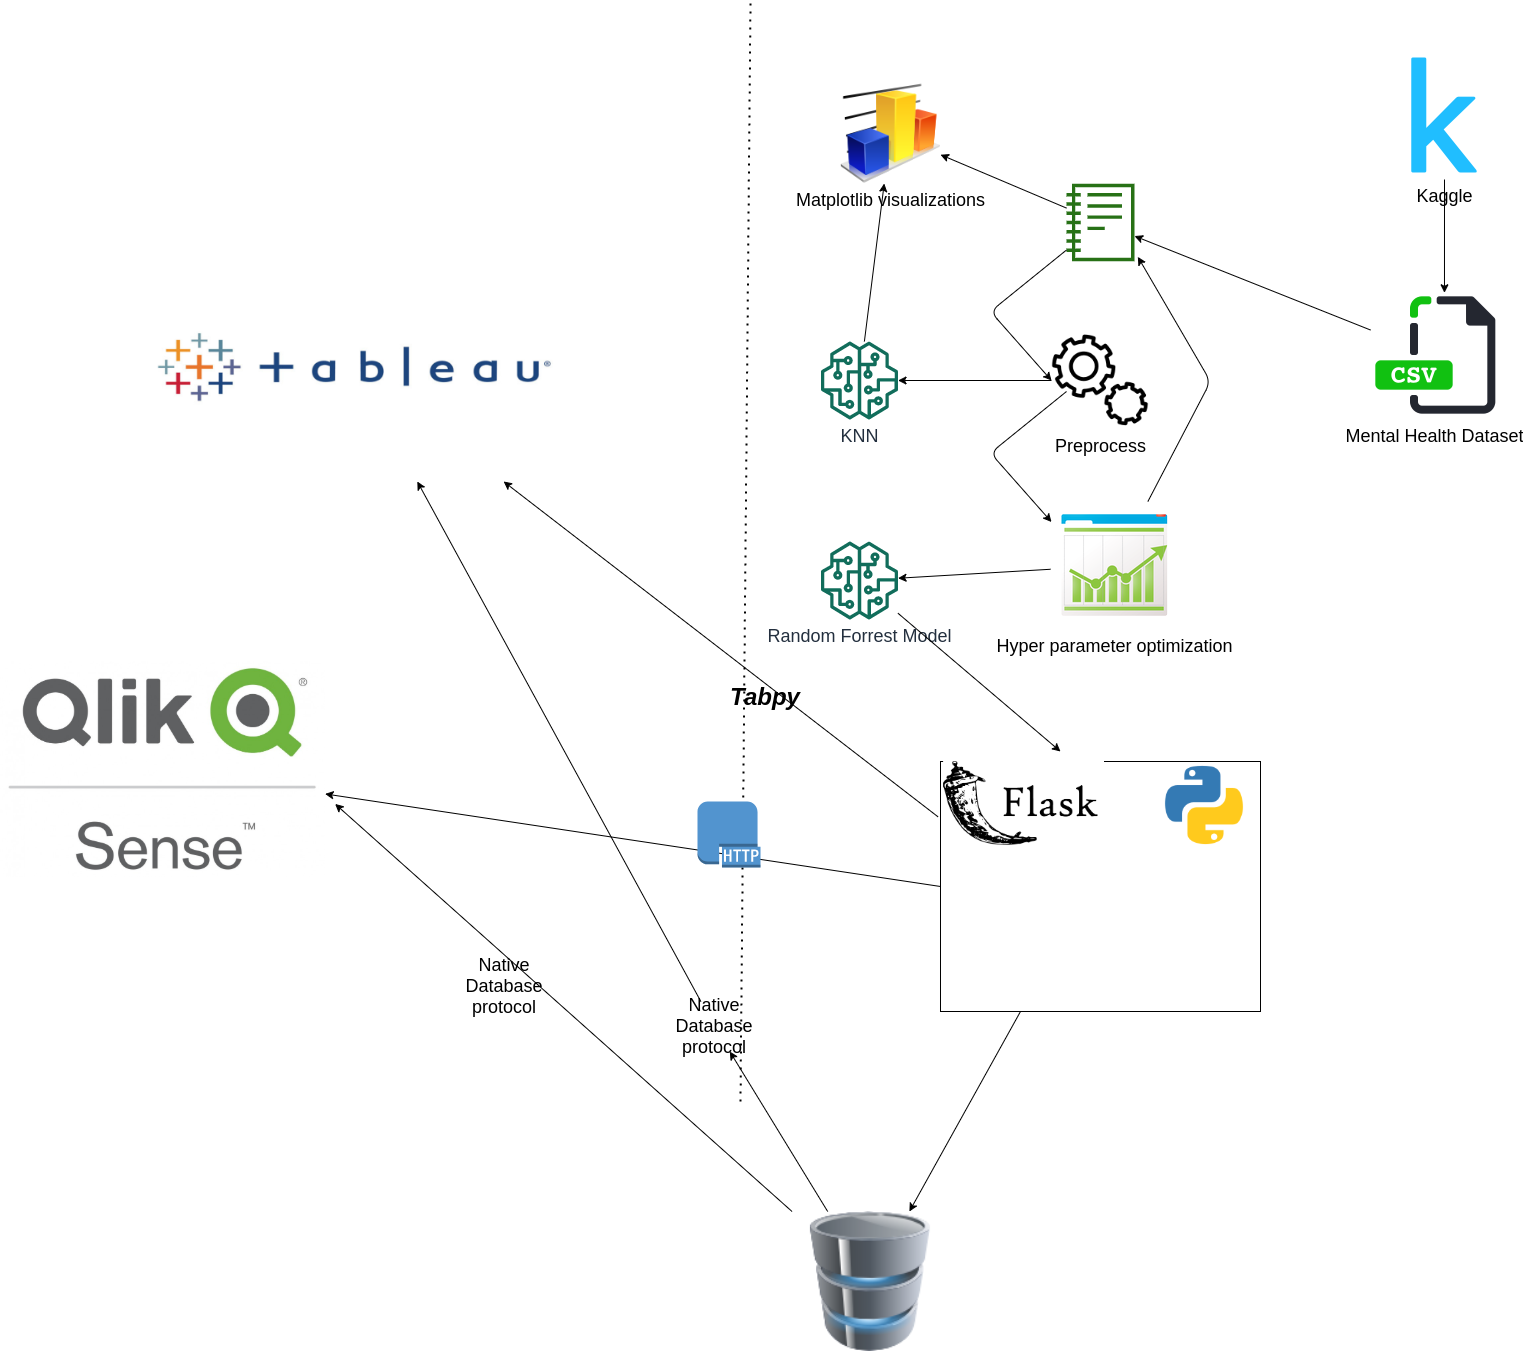 Kaggle
Matplotlib visualizations
+ableau®
CSV
Mental Health Dataset
KNN
Preprocess
Random Forrest Model
Hyper parameter optimization
Qlik Q®
Sense™
Tabpy
Flask
HTTP
Native
Database
protocol
Native
Database
protocol